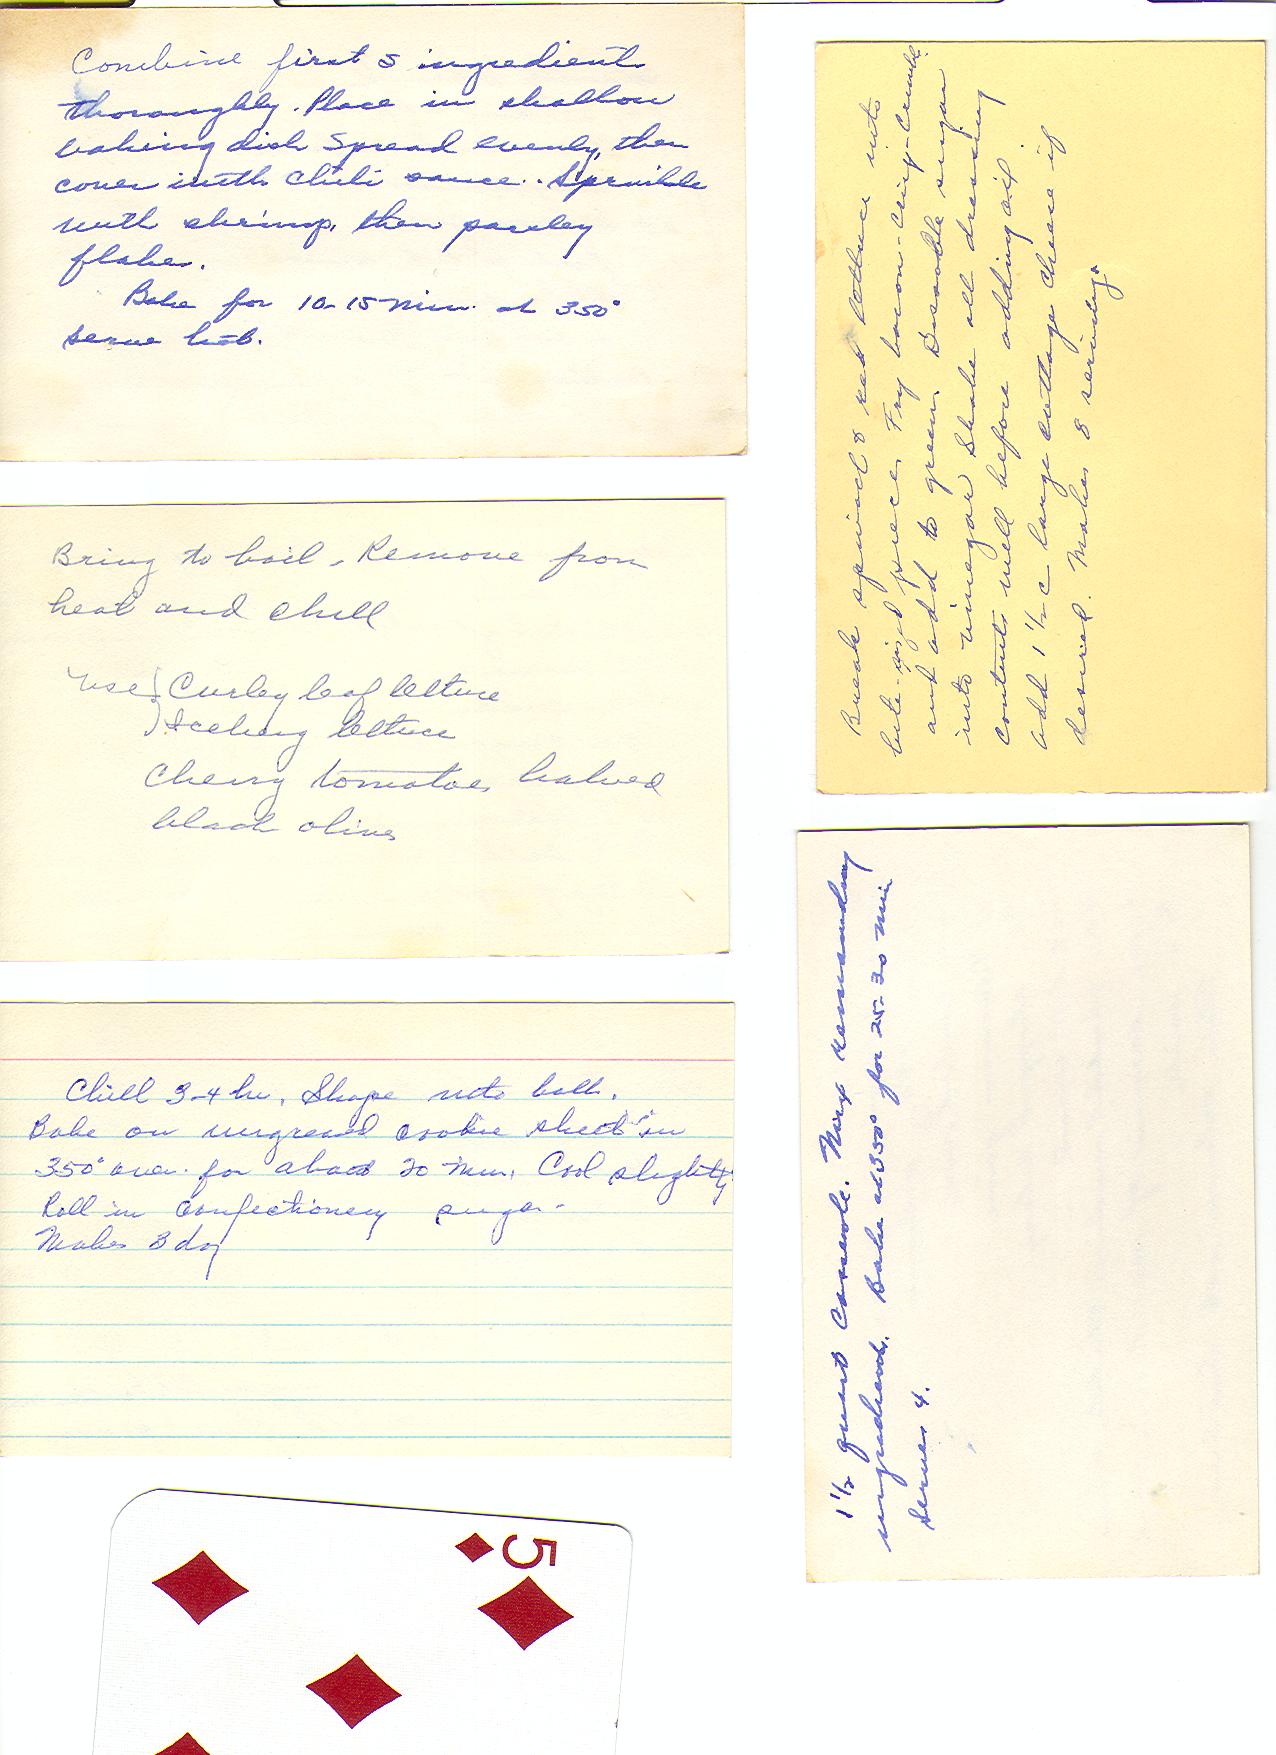 Combine first 5 ingredient
thoroughly. Place in shallow
baking dish Spread evenly, then
cover with chili sauce. Sprinkle
with shrimp, then parsley
flakes.
Bake for 10-15 min. at 350°
serve hot.
Bring to boil. Remove from
heat and chill
use { Curley leaf lettuce
Iceberg lettuce
Cherry tomatoes halved
black olives
Chill 3-4 hr. Shape into balls.
Bake on ungreased cookie sheet in
350° oven for about 20 min. Cool slightly
Roll in confectionery sugar.
Makes 3 doz
5
Break spinach & red lettuce into
bite-sized pieces. Fry bacon-crisp-crumble
and add to green. Dissolve sugar
into vinegar Shake all dressing
contents well before adding oil.
add 1 1/2 c large cottage cheese if
desired. Makes 8 servings
1 1/2 quart casserole. Mix remaining
ingredients. Bake at 350° for 25-30 min
Serves 4.